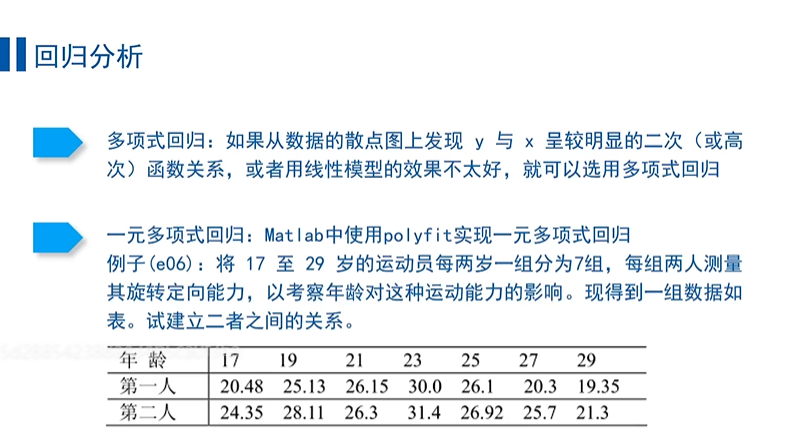 回归分析
多项式回归：如果从数据的散点图上发现 y 与 x 呈较明显的二次（或高
次）函数关系，或者用线性模型的效果不太好，就可以选用多项式回归
一元多项式回归：Matlab中使用polyfit实现一元多项式回归
例子(e06)：将 17 至 29 岁的运动员每两岁一组分为7组，每组两人测量
其旋转定向能力，以考察年龄对这种运动能力的影响。现得到一组数据如
表。试建立二者之间的关系。
年 龄 17 19 21 23 25 27 29
第一人 20.48 25.13 26.15 30.0 26.1 20.3 19.35
第二人 24.35 28.11 26.3 31.4 26.92 25.7 21.3